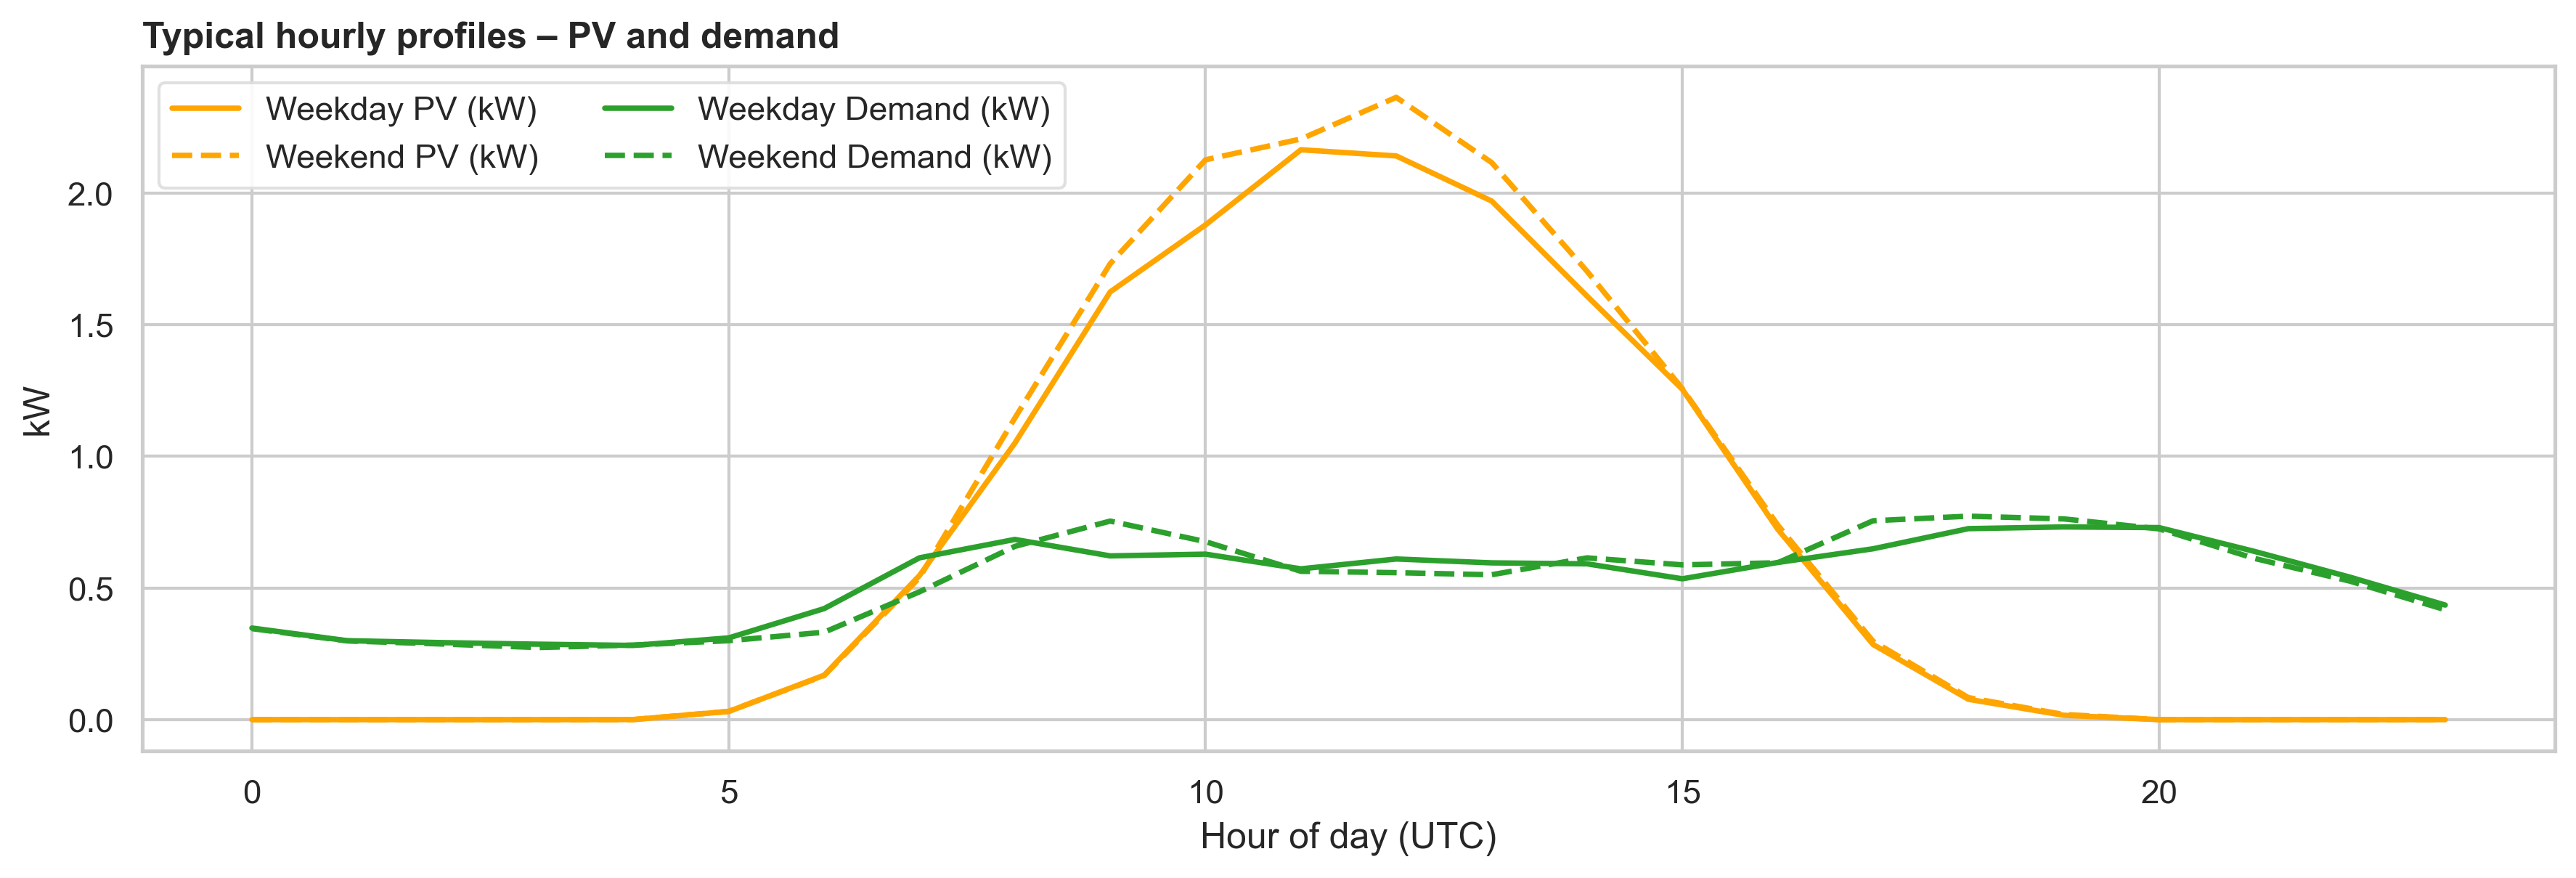 Typical hourly profiles – PV and demand
Weekday PV (kW)
Weekend PV (kW)
Weekday Demand (kW)
Weekend Demand (kW)
2.0
1.5
1.0
0.5
0.0
kW
0 5 10 15 20
Hour of day (UTC)